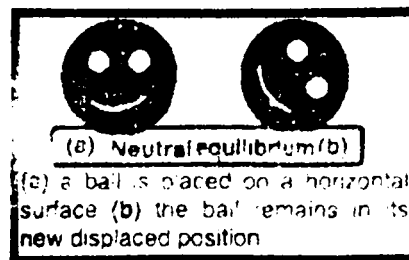 (a) Neutral equilibrium (b)
(a) a ball is placed on a horizontal
surface (b) the ball remains in its
new displaced position